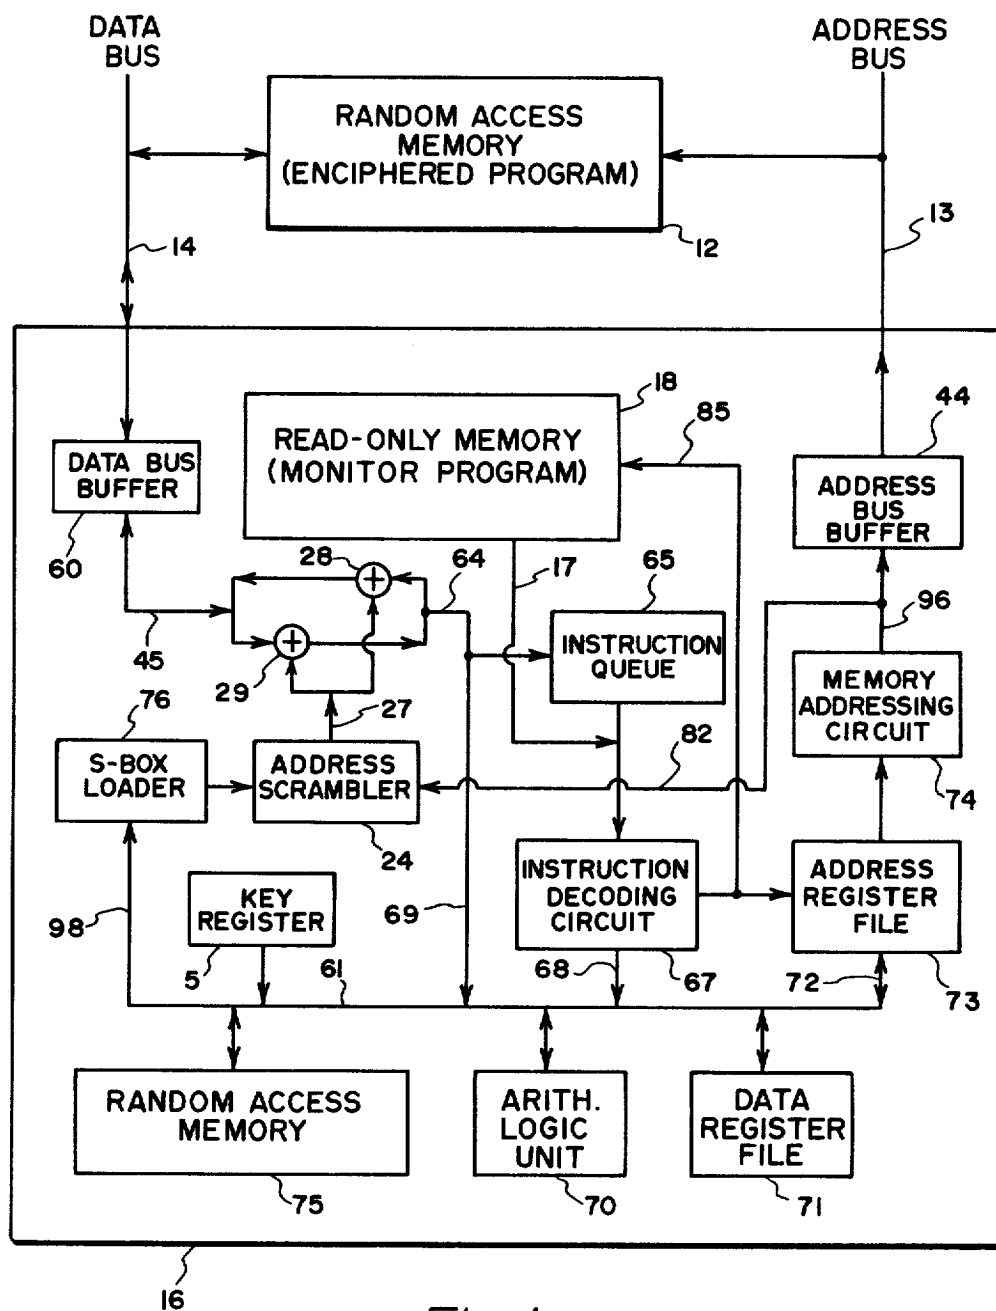 DATA
BUS
ADDRESS
BUS
RANDOM ACCESS
MEMORY
(ENCIPHERED PROGRAM)
12
14
13
READ-ONLY MEMORY
(MONITOR PROGRAM)
18
85
44
DATA BUS
BUFFER
60
ADDRESS
BUS
BUFFER
28
+
64
17
65
96
45
29
+
INSTRUCTION
QUEUE
MEMORY
ADDRESSING
CIRCUIT
74
76
27
82
S-BOX
LOADER
ADDRESS
SCRAMBLER
24
INSTRUCTION
DECODING
CIRCUIT
67
ADDRESS
REGISTER
FILE
73
98
KEY
REGISTER
5
61
69
68
72
RANDOM ACCESS
MEMORY
75
ARITH.
LOGIC
UNIT
70
DATA
REGISTER
FILE
71
16